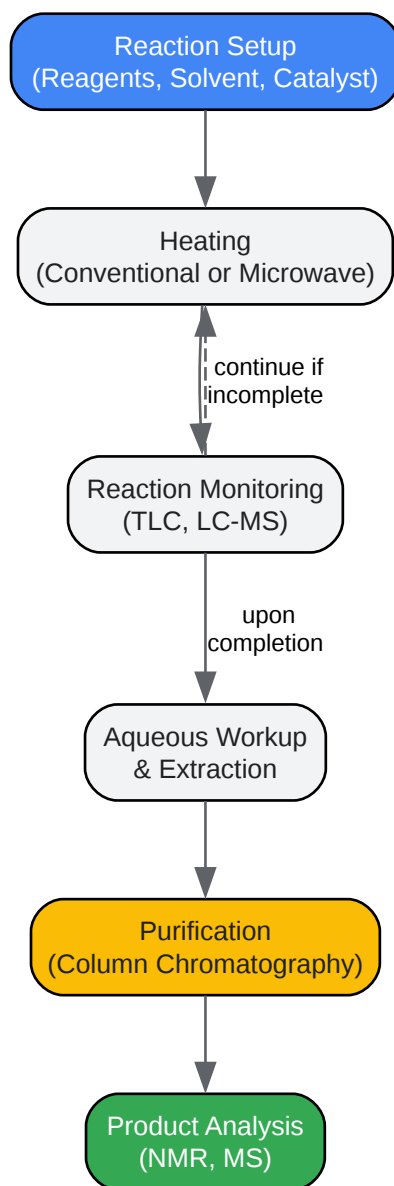 Reaction Setup
(Reagents, Solvent, Catalyst)
Heating
(Conventional or Microwave)
continue if
incomplete
Reaction Monitoring
(TLC, LC-MS)
upon
completion
Aqueous Workup
& Extraction
Purification
(Column Chromatography)
Product Analysis
(NMR, MS)